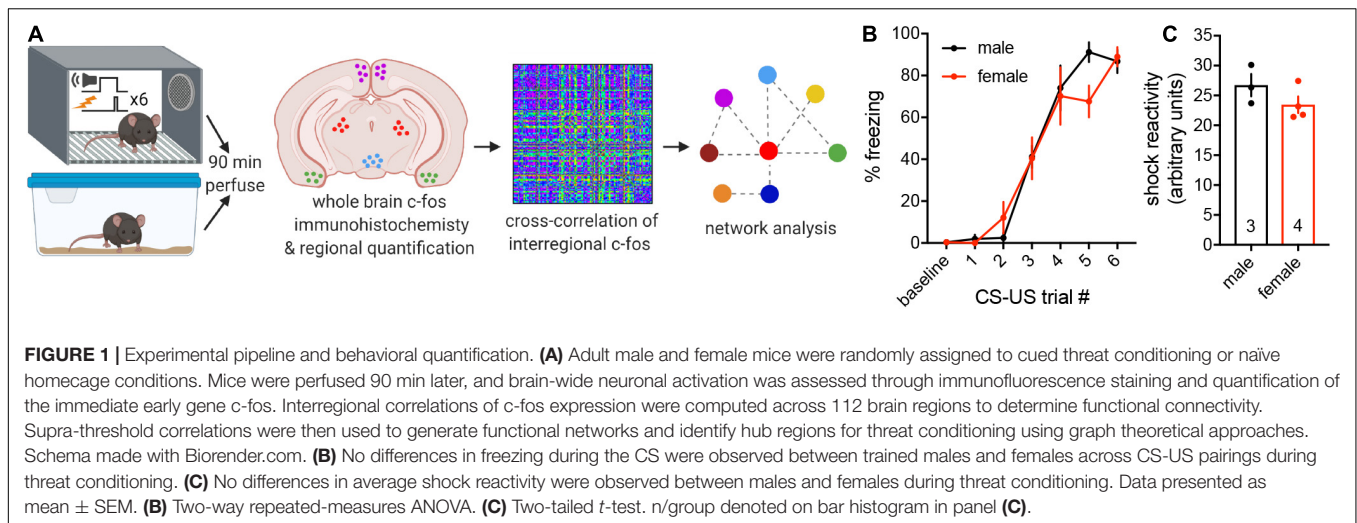 A
x6
90 min
perfuse
whole brain c-fos
immunohistochemisty
& regional quantification
cross-correlation of
interregional c-fos
network analysis
B
male
female
% freezing
100
80
60
40
20
0
baseline
1
2
3
4
5
6
CS-US trial #
C
shock reactivity
(arbitrary units)
35
30
25
20
15
10
5
0
3
4
male
female
FIGURE 1 | Experimental pipeline and behavioral quantification. (A) Adult male and female mice were randomly assigned to cued threat conditioning or naïve
homecage conditions. Mice were perfused 90 min later, and brain-wide neuronal activation was assessed through immunofluorescence staining and quantification of
the immediate early gene c-fos. Interregional correlations of c-fos expression were computed across 112 brain regions to determine functional connectivity.
Supra-threshold correlations were then used to generate functional networks and identify hub regions for threat conditioning using graph theoretical approaches.
Schema made with Biorender.com. (B) No differences in freezing during the CS were observed between trained males and females across CS-US pairings during
threat conditioning. (C) No differences in average shock reactivity were observed between males and females during threat conditioning. Data presented as
mean ± SEM. (B) Two-way repeated-measures ANOVA. (C) Two-tailed t-test. n/group denoted on bar histogram in panel (C).